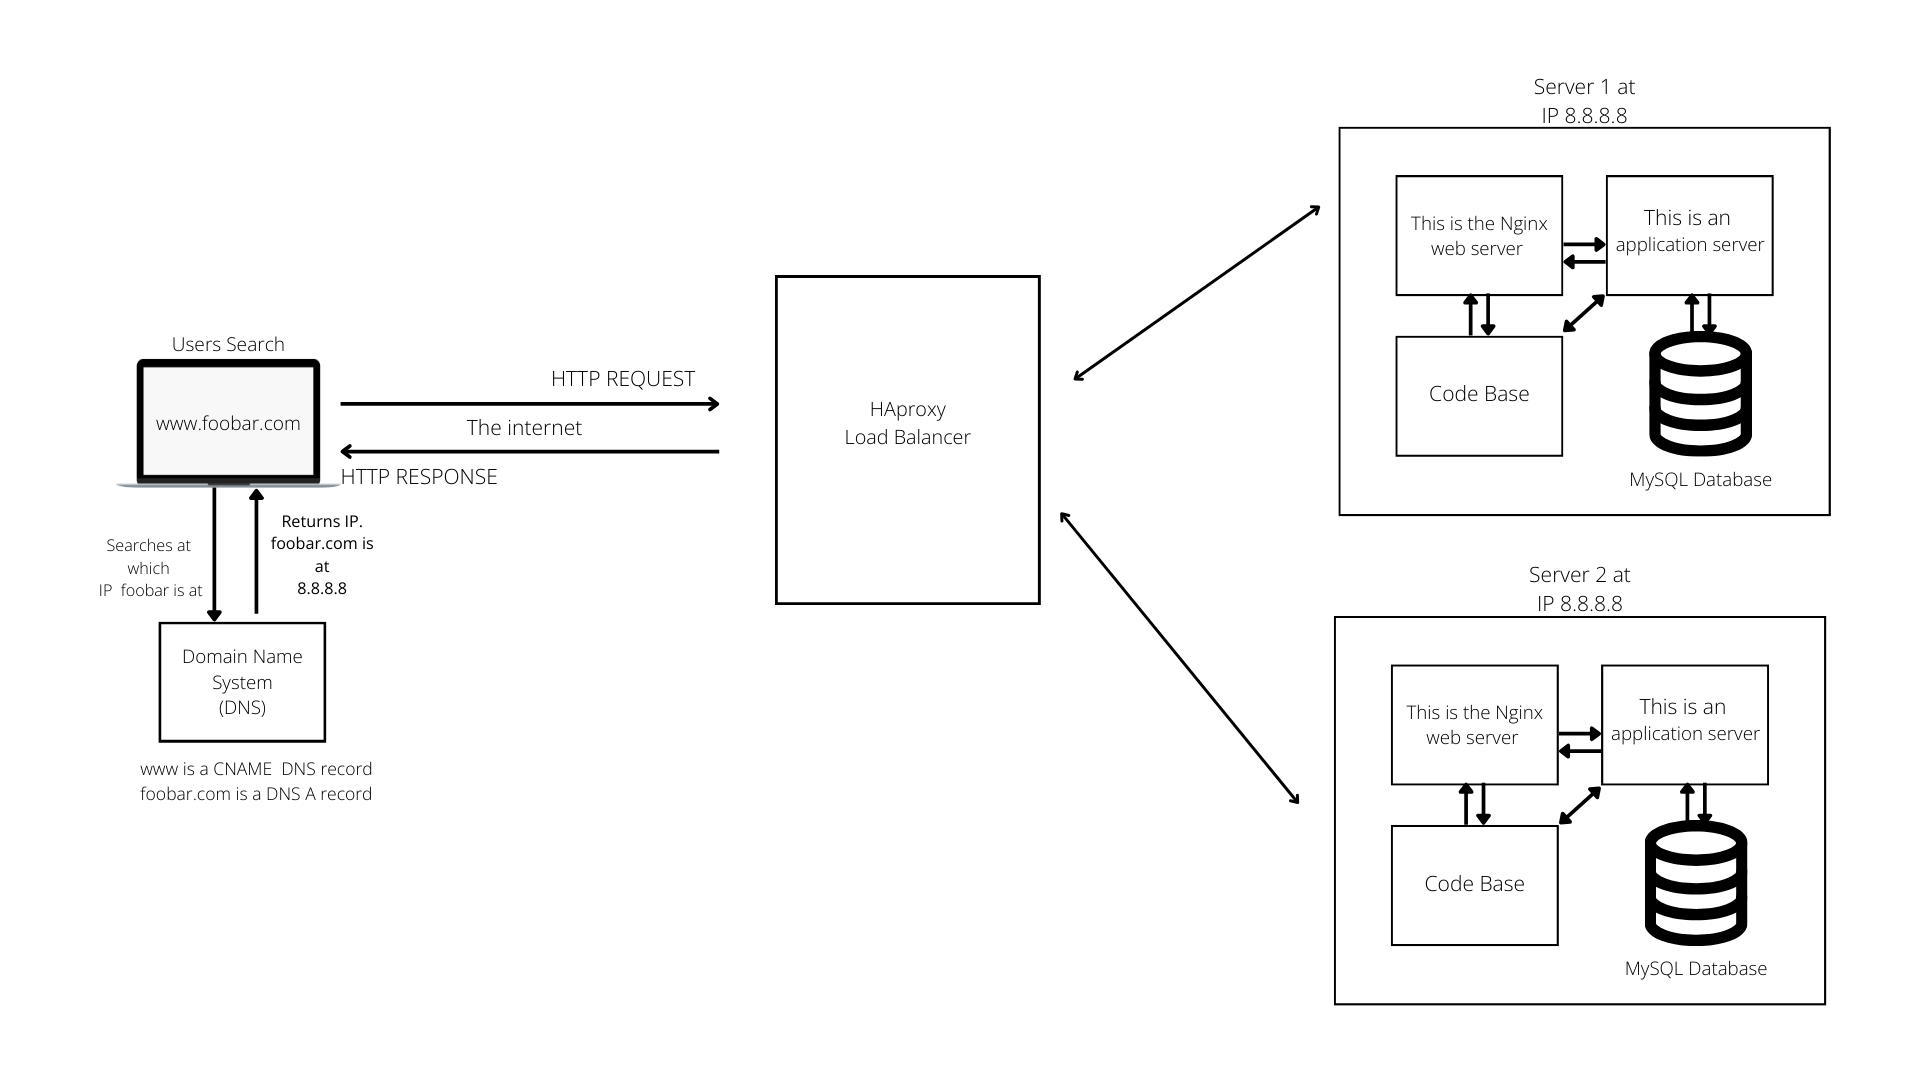 Users Search
www.foobar.com
HTTP REQUEST
The internet
HTTP RESPONSE
Searches at
which
IP foobar is at
Returns IP.
foobar.com is
at
8.8.8.8
Domain Name
System
(DNS)
www is a CNAME DNS record
foobar.com is a DNS A record
HAproxy
Load Balancer
Server 1 at
IP 8.8.8.8
This is the Nginx
web server
This is an
application server
Code Base
MySQL Database
Server 2 at
IP 8.8.8.8
This is the Nginx
web server
This is an
application server
Code Base
MySQL Database